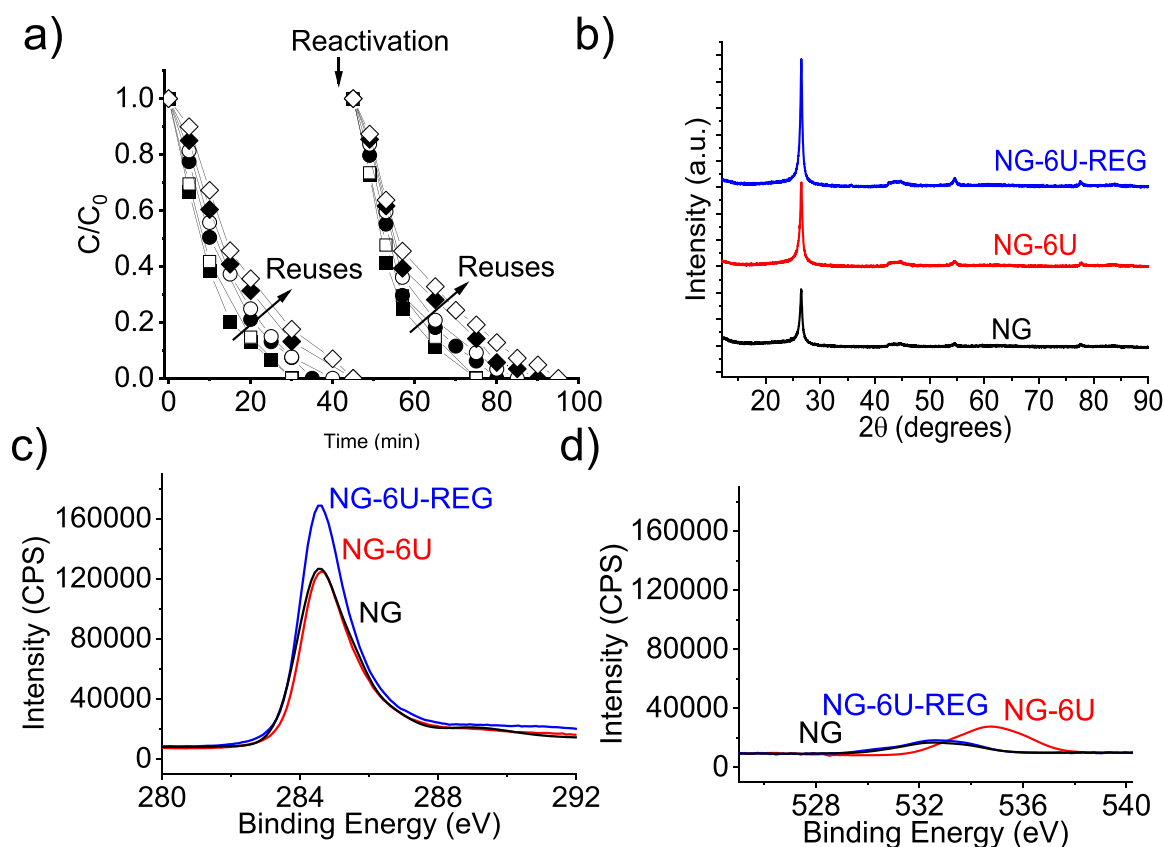 a)
Reactivation
1.0
0.8
0.6
0.4
0.2
0.0
C/C0
Reuses
Reuses
0 20 40 60 80 100
Time (min)
b)
Intensity (a.u.)
NG-6U-REG
NG-6U
NG
20 30 40 50 60 70 80 90
2θ (degrees)
c)
160000
120000
80000
40000
0
Intensity (CPS)
NG-6U-REG
NG-6U
NG
280 284 288 292
Binding Energy (eV)
d)
160000
120000
80000
40000
0
Intensity (CPS)
NG-6U-REG
NG-6U
NG
528 532 536 540
Binding Energy (eV)